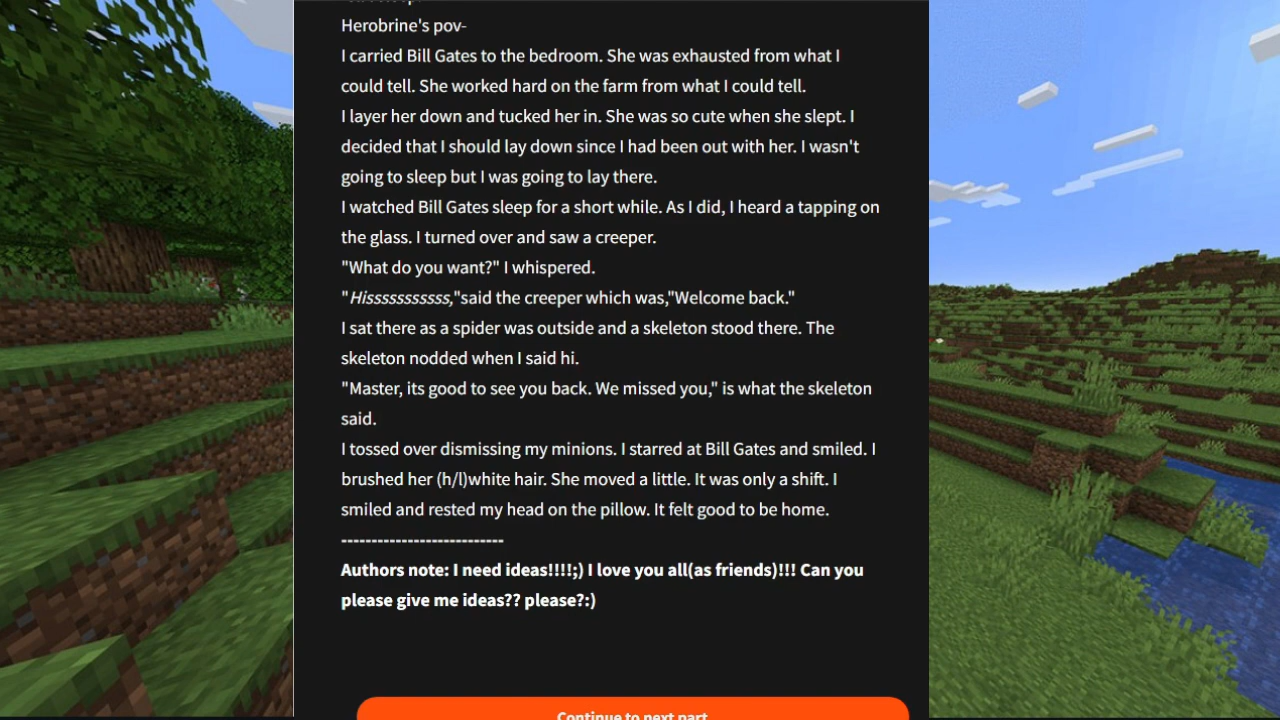 Herobrine's pov-
I carried Bill Gates to the bedroom. She was exhausted from what I
could tell. She worked hard on the farm from what I could tell.
I layer her down and tucked her in. She was so cute when she slept. I
decided that I should lay down since I had been out with her. I wasn't
going to sleep but I was going to lay there.
I watched Bill Gates sleep for a short while. As I did, I heard a tapping on
the glass. I turned over and saw a creeper.
"What do you want?" I whispered.
"Hisssssssssss,"said the creeper which was,"Welcome back."
I sat there as a spider was outside and a skeleton stood there. The
skeleton nodded when I said hi.
"Master, its good to see you back. We missed you," is what the skeleton
said.
I tossed over dismissing my minions. I starred at Bill Gates and smiled. I
brushed her (h/l)white hair. She moved a little. It was only a shift. I
smiled and rested my head on the pillow. It felt good to be home.
---------------------------
Authors note: I need ideas!!!!;) I love you all(as friends)!!! Can you
please give me ideas?? please?:)
Continue to next part